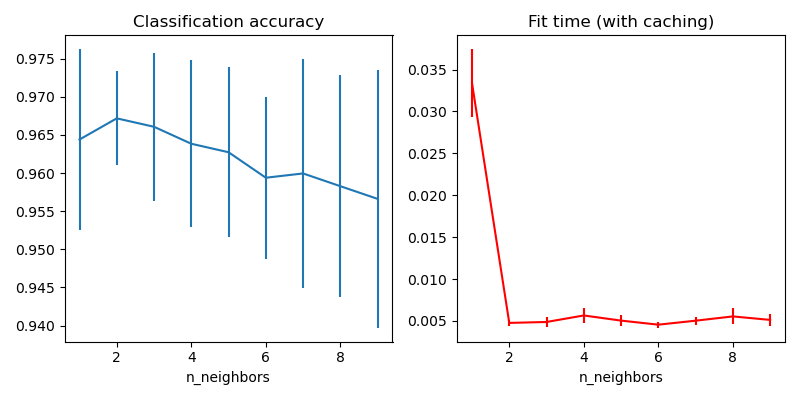 Classification accuracy
0.975
0.970
0.965
0.960
0.955
0.950
0.945
0.940
2 4 6 8
n_neighbors
Fit time (with caching)
0.035
0.030
0.025
0.020
0.015
0.010
0.005
2 4 6 8
n_neighbors